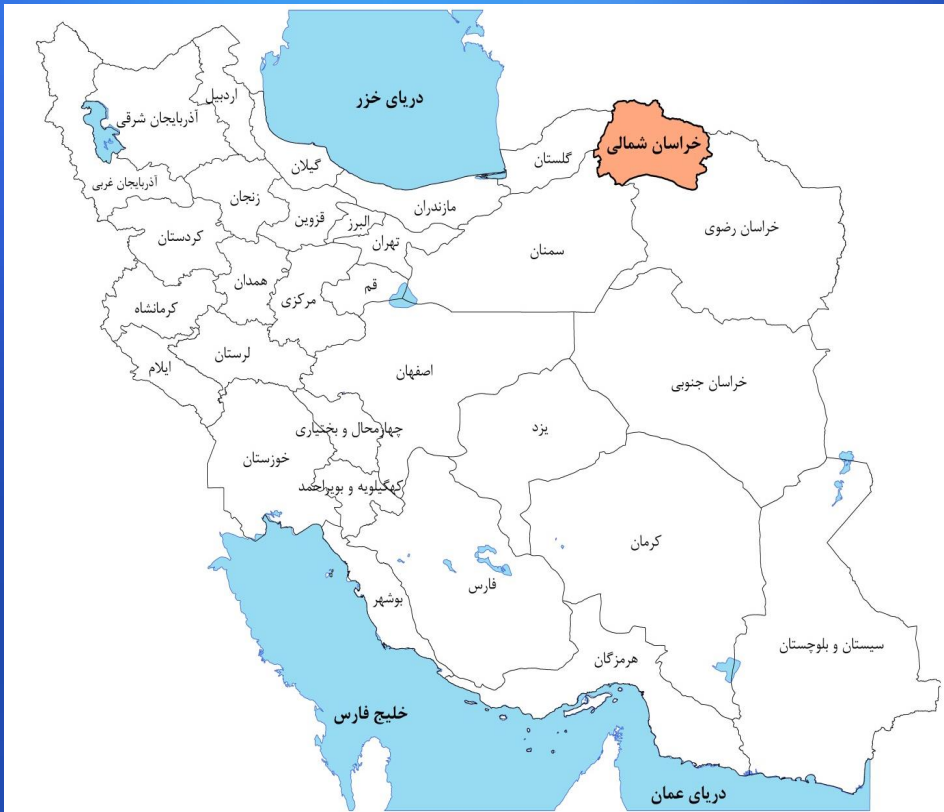 دریای خزر
اردبیل
آذربایجان شرقی
خراسان شمالی
گلستان
گیلان
آذربایجان غربی
زنجان
مازندران
قزوین
البرز
خراسان رضوی
کردستان
تهران
سمنان
همدان
قم
مرکزی
کرمانشاه
لرستان
ایلام
اصفهان
خراسان جنوبی
چهارمحال و بختیاری
یزد
خوزستان
کهگیلویه و بویراحمد
کرمان
فارس
بوشهر
سیستان و بلوچستان
هرمزگان
خلیج فارس
دریای عمان